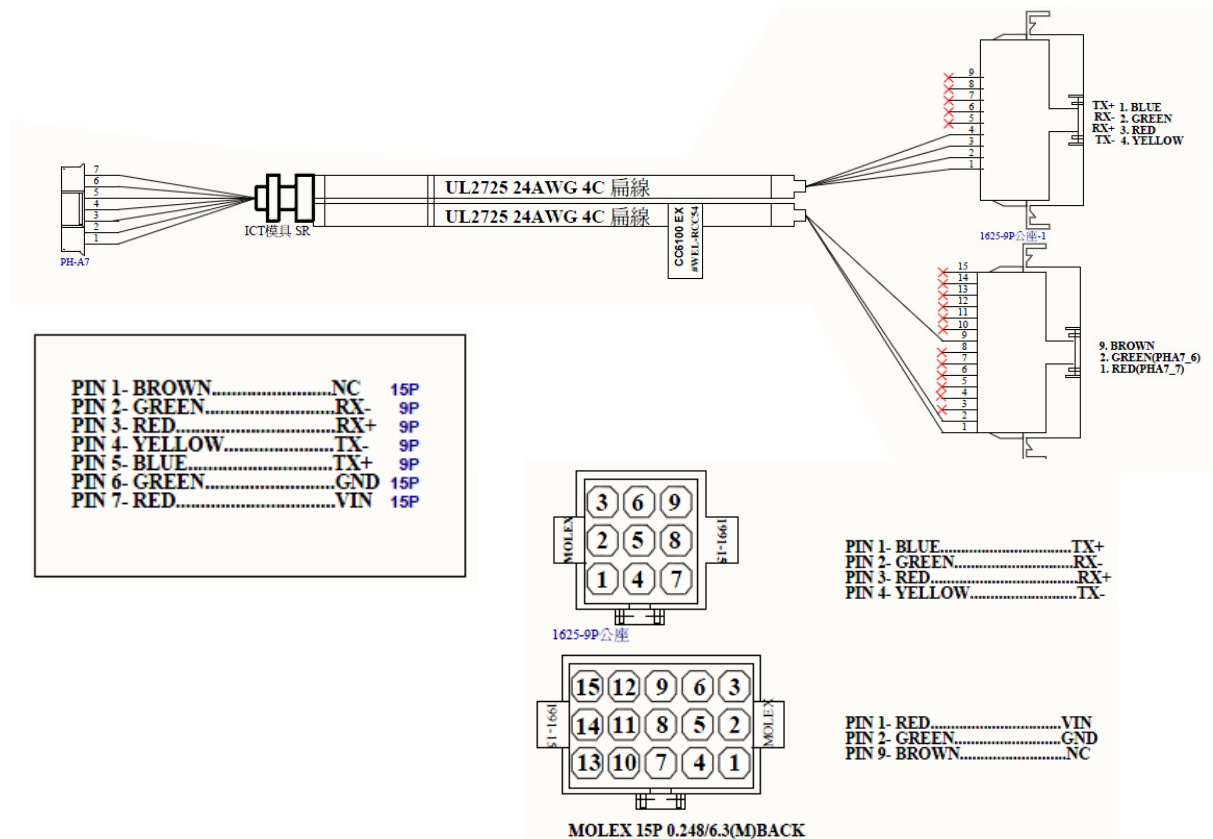 9
8
7
6
5
4
3
2
1
TX+ 1. BLUE
RX- 2. GREEN
RX+ 3. RED
TX- 4. YELLOW
1625-9P公座-1
7
6
5
4
3
2
1
PH-A7
ICT模具 SR
UL2725 24AWG 4C 扁線
UL2725 24AWG 4C 扁線
CC6100 EX
#WEL-RCC54
15
14
13
12
11
10
9
8
7
6
5
4
3
2
1
9. BROWN
2. GREEN(PHA7_6)
1. RED(PHA7_7)
PIN 1- BROWN..............................NC 15P
PIN 2- GREEN................................RX- 9P
PIN 3- RED.......................................RX+ 9P
PIN 4- YELLOW...........................TX- 9P
PIN 5- BLUE...................................TX+ 9P
PIN 6- GREEN................................GND 15P
PIN 7- RED.......................................VIN 15P
3 6 9
MOLEX 2 5 8 1991-15
1 4 7
1625-9P公座
PIN 1- BLUE.................................TX+
PIN 2- GREEN..............................RX-
PIN 3- RED....................................RX+
PIN 4- YELLOW...........................TX-
15 12 9 6 3
1991-15 14 11 8 5 2 MOLEX
13 10 7 4 1
MOLEX 15P 0.248/6.3(M)BACK
PIN 1- RED.................................VIN
PIN 2- GREEN...........................GND
PIN 9- BROWN...........................NC